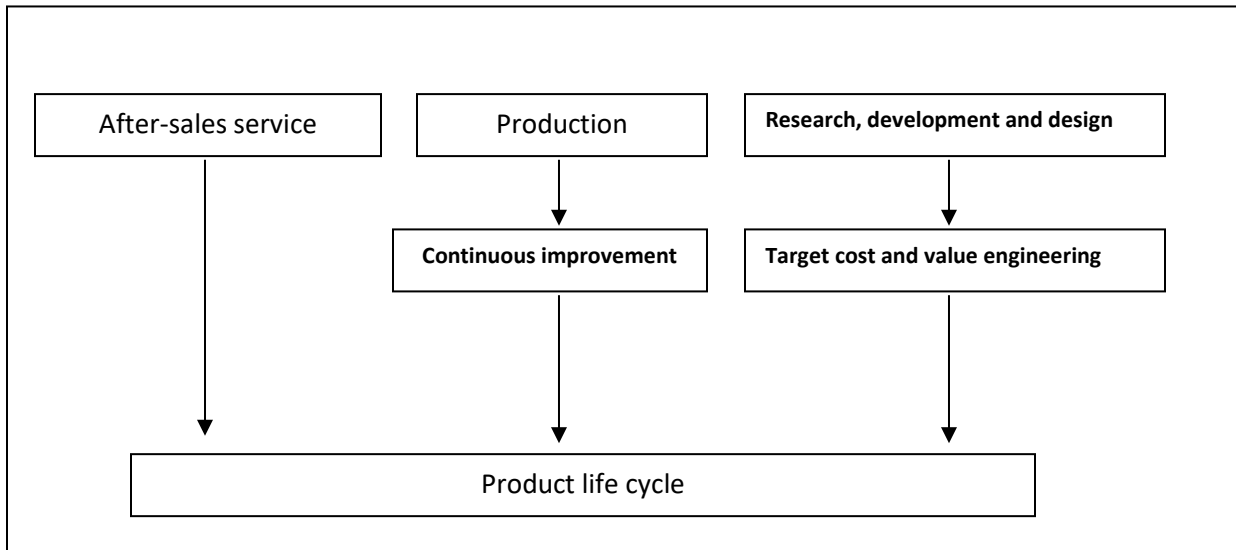 After-sales service
Production
Research, development and design
Continuous improvement
Target cost and value engineering
Product life cycle